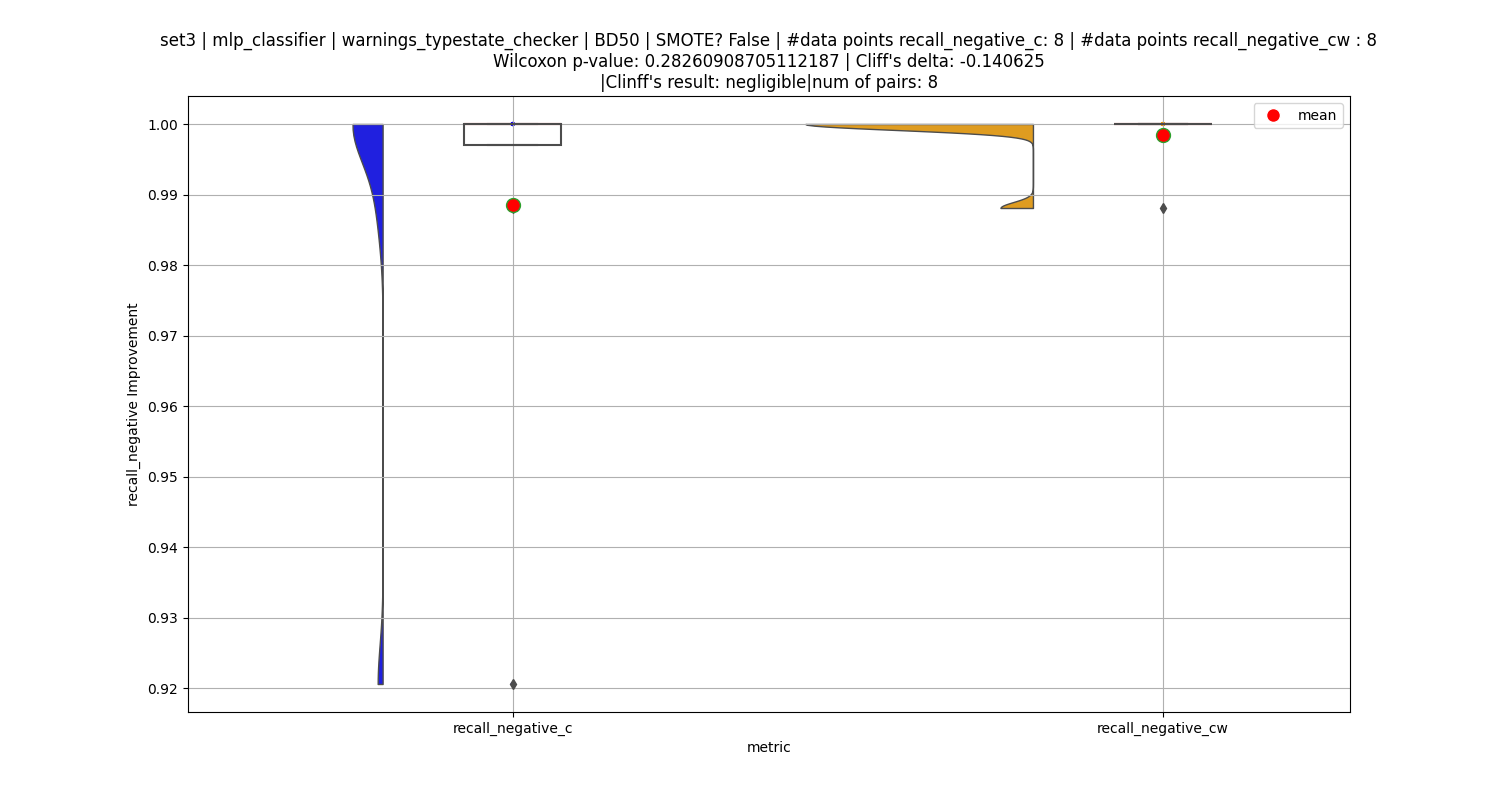 set3 | mlp_classifier | warnings_typestate_checker | BD50 | SMOTE? False | #data points recall_negative_c: 8 | #data points recall_negative_cw : 8
Wilcoxon p-value: 0.28260908705112187 | Cliff's delta: -0.140625
|Clinff's result: negligible|num of pairs: 8
mean
1.00
0.99
0.98
0.97
0.96
0.95
0.94
0.93
0.92
recall_negative Improvement
recall_negative_c
recall_negative_cw
metric